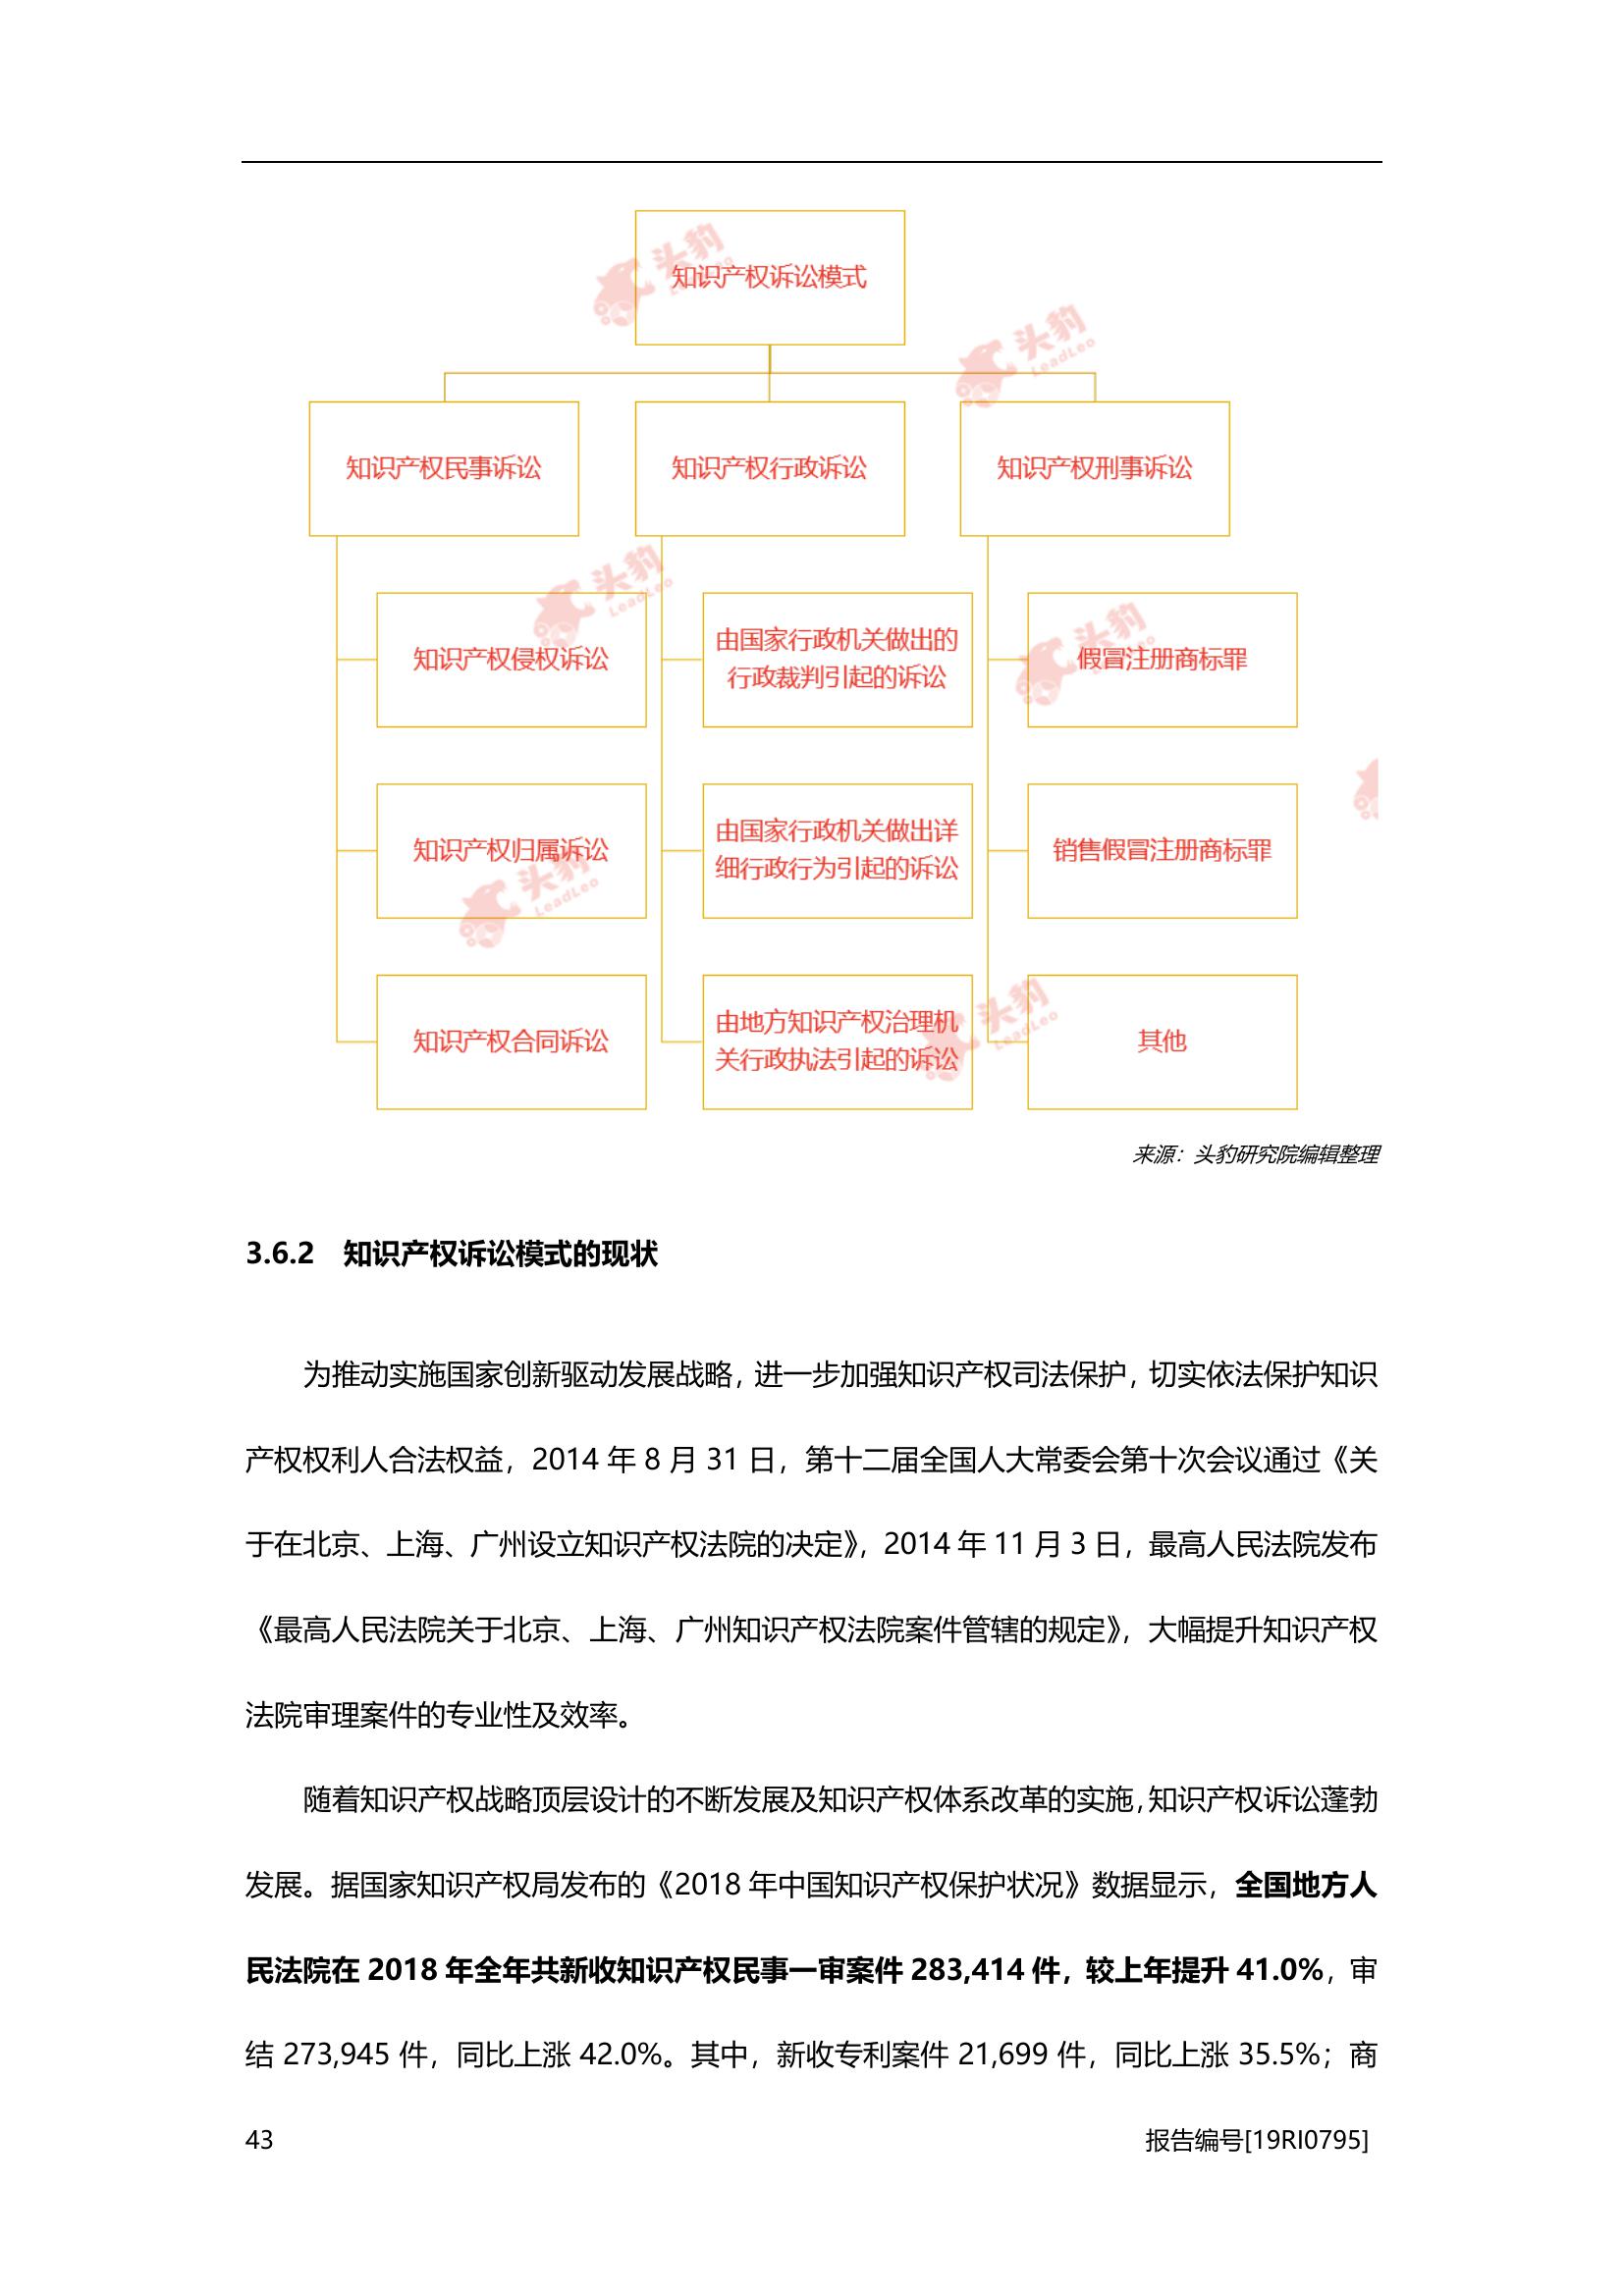 知识产权诉讼模式
知识产权民事诉讼
知识产权行政诉讼
知识产权刑事诉讼
知识产权侵权诉讼
由国家行政机关做出的
行政裁判引起的诉讼
假冒注册商标罪
知识产权归属诉讼
由国家行政机关做出详
细行政行为引起的诉讼
销售假冒注册商标罪
知识产权合同诉讼
由地方知识产权治理机
关行政执法引起的诉讼
其他
头豹
LeadLeo
头豹
LeadLeo
头豹
LeadLeo
头豹
头豹
LeadLeo
头豹
LeadLeo
来源：头豹研究院编辑整理
3.6.2 知识产权诉讼模式的现状
为推动实施国家创新驱动发展战略，进一步加强知识产权司法保护，切实依法保护知识
产权权利人合法权益，2014 年 8 月 31 日，第十二届全国人大常委会第十次会议通过《关
于在北京、上海、广州设立知识产权法院的决定》，2014 年 11 月 3 日，最高人民法院发布
《最高人民法院关于北京、上海、广州知识产权法院案件管辖的规定》，大幅提升知识产权
法院审理案件的专业性及效率。
随着知识产权战略顶层设计的不断发展及知识产权体系改革的实施，知识产权诉讼蓬勃
发展。据国家知识产权局发布的《2018 年中国知识产权保护状况》数据显示，全国地方人
民法院在 2018 年全年共新收知识产权民事一审案件 283,414 件，较上年提升 41.0%，审
结 273,945 件，同比上涨 42.0%。其中，新收专利案件 21,699 件，同比上涨 35.5%；商
43
报告编号[19RI0795]